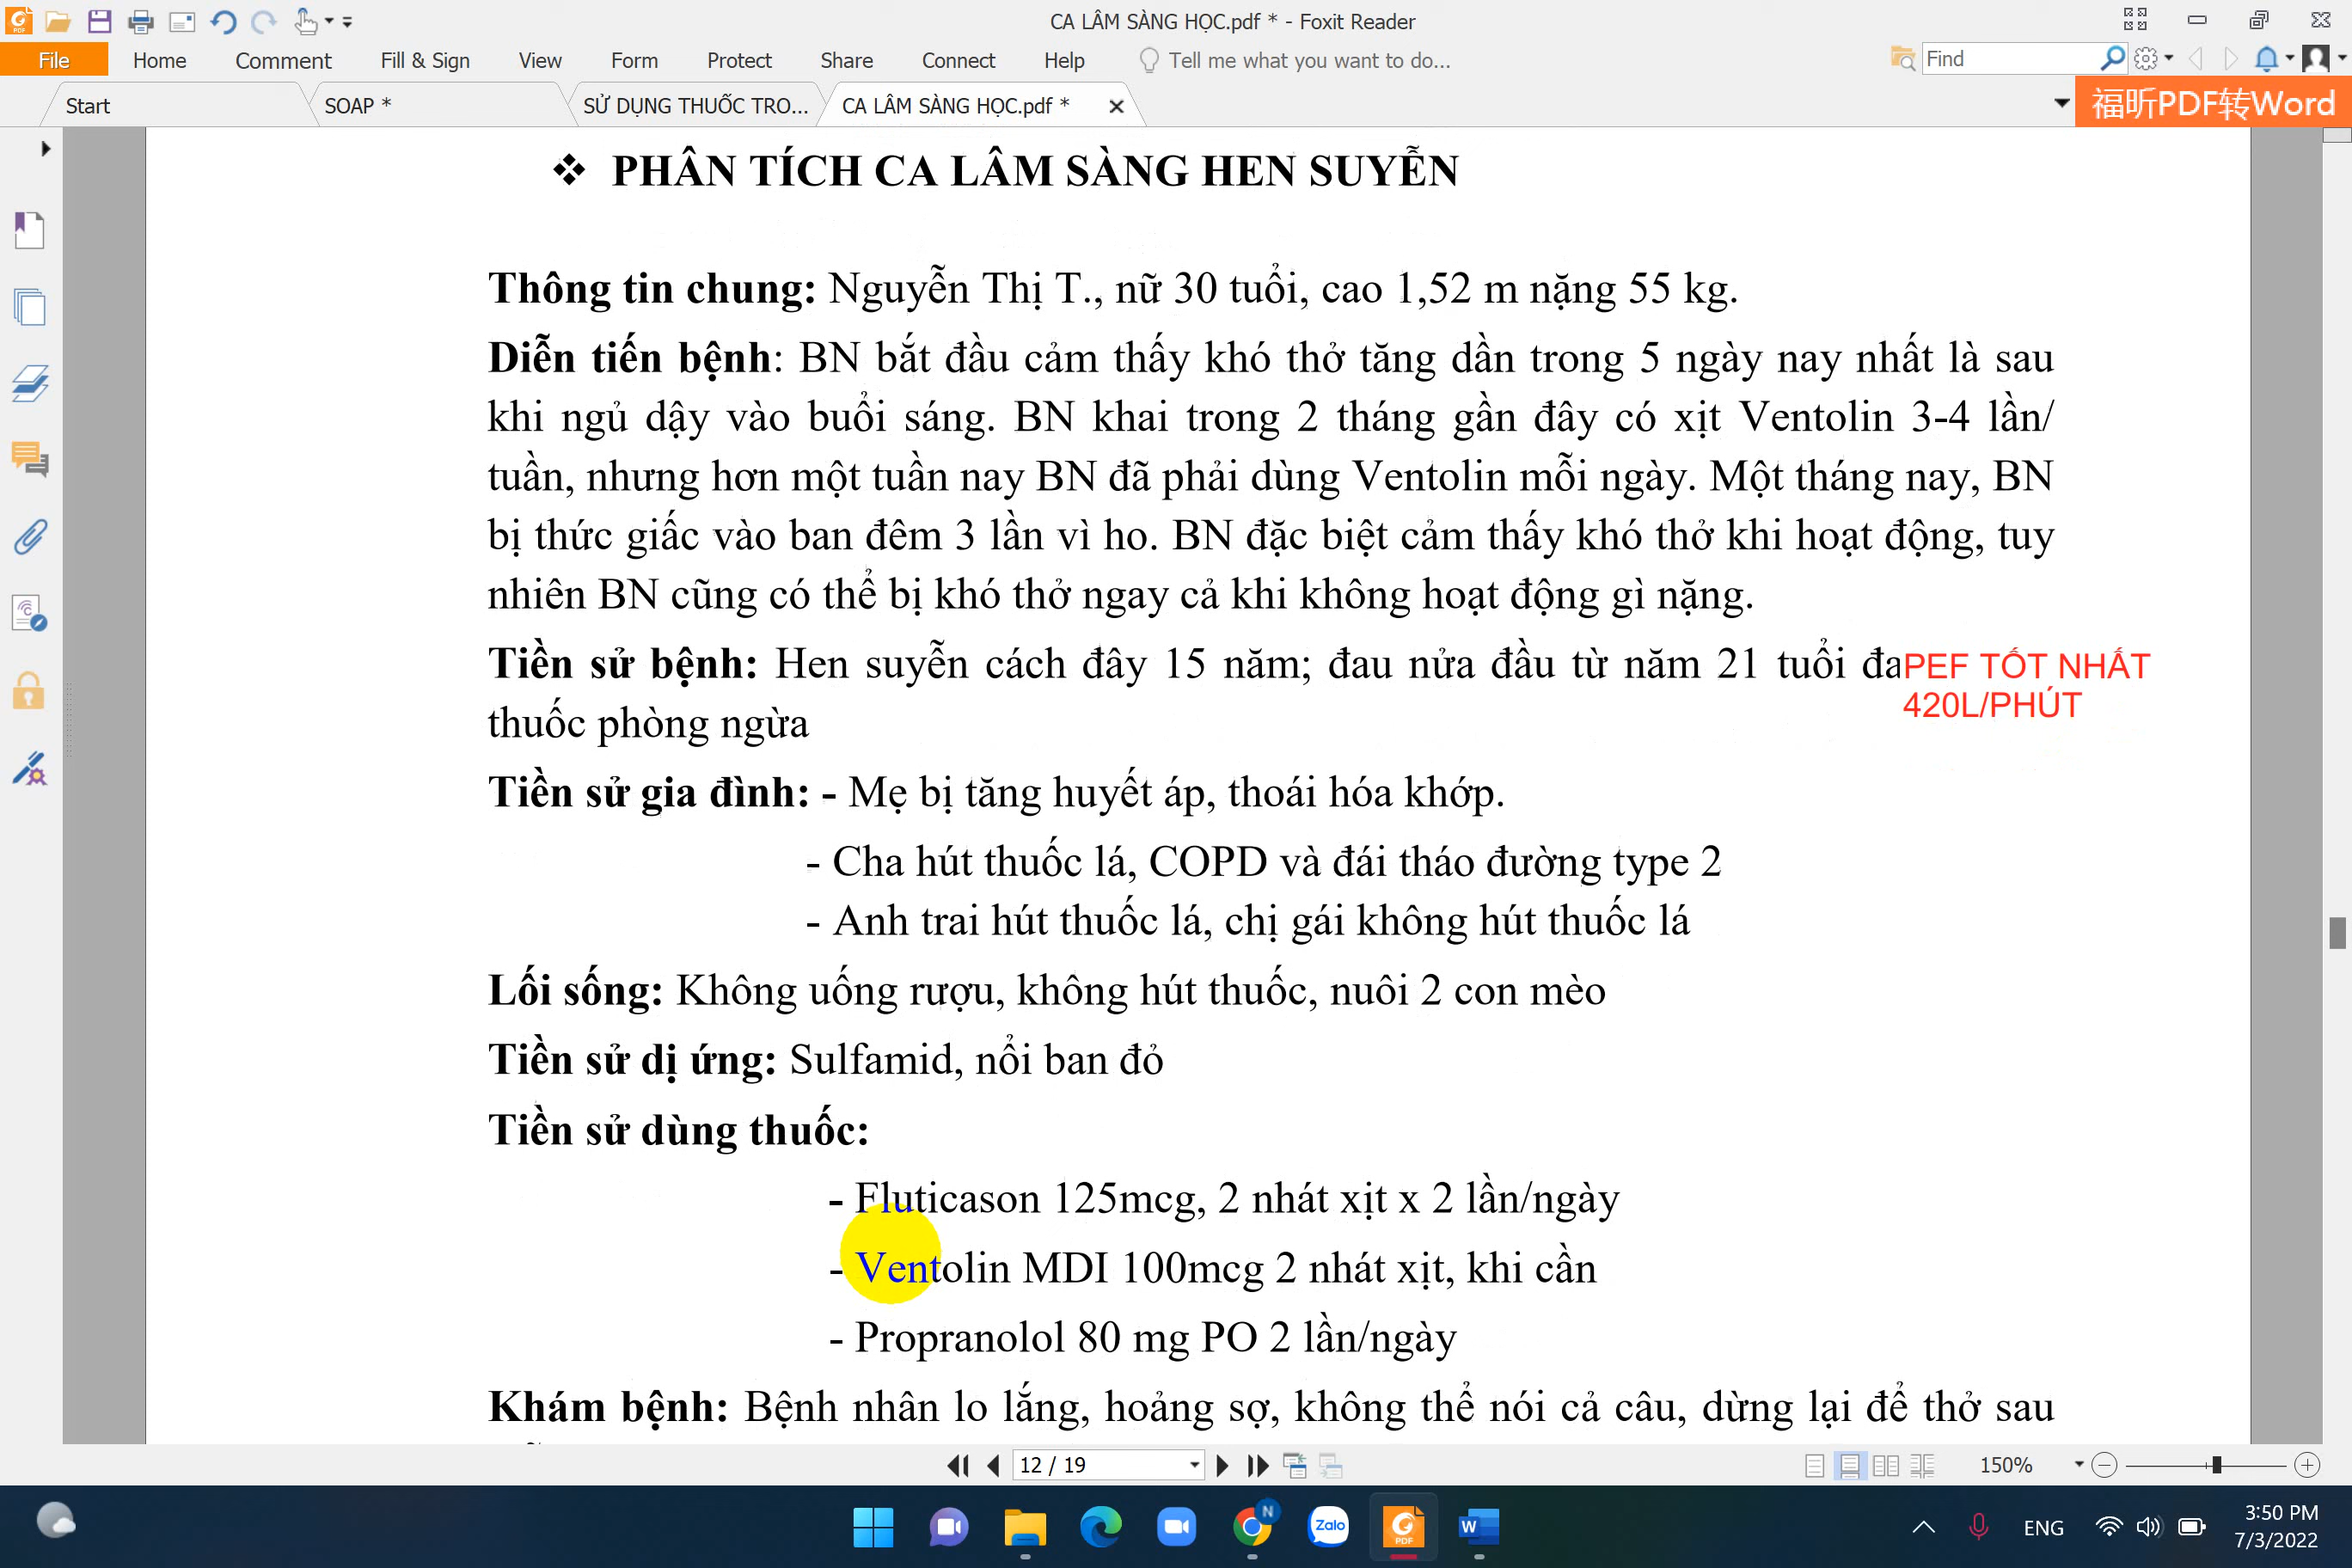 CA LÂM SÀNG HỌC.pdf * - Foxit Reader
File Home Comment Fill & Sign View Form Protect Share Connect Help Tell me what you want to do... Find
Start SOAP * SỬ DỤNG THUỐC TRO... CA LÂM SÀNG HỌC.pdf * 福昕PDF转Word
❖ PHÂN TÍCH CA LÂM SÀNG HEN SUYỄN
Thông tin chung: Nguyễn Thị T., nữ 30 tuổi, cao 1,52 m nặng 55 kg.
Diễn tiến bệnh: BN bắt đầu cảm thấy khó thở tăng dần trong 5 ngày nay nhất là sau
khi ngủ dậy vào buổi sáng. BN khai trong 2 tháng gần đây có xịt Ventolin 3-4 lần/
tuần, nhưng hơn một tuần nay BN đã phải dùng Ventolin mỗi ngày. Một tháng nay, BN
bị thức giấc vào ban đêm 3 lần vì ho. BN đặc biệt cảm thấy khó thở khi hoạt động, tuy
nhiên BN cũng có thể bị khó thở ngay cả khi không hoạt động gì nặng.
Tiền sử bệnh: Hen suyễn cách đây 15 năm; đau nửa đầu từ năm 21 tuổi đa
PEF TỐT NHẤT
420L/PHÚT
thuốc phòng ngừa
Tiền sử gia đình: - Mẹ bị tăng huyết áp, thoái hóa khớp.
- Cha hút thuốc lá, COPD và đái tháo đường type 2
- Anh trai hút thuốc lá, chị gái không hút thuốc lá
Lối sống: Không uống rượu, không hút thuốc, nuôi 2 con mèo
Tiền sử dị ứng: Sulfamid, nổi ban đỏ
Tiền sử dùng thuốc:
- Fluticason 125mcg, 2 nhát xịt x 2 lần/ngày
- Ventolin MDI 100mcg 2 nhát xịt, khi cần
- Propranolol 80 mg PO 2 lần/ngày
Khám bệnh: Bệnh nhân lo lắng, hoảng sợ, không thể nói cả câu, dừng lại để thở sau
12 / 19 150%
Zalo ENG 3:50 PM
7/3/2022